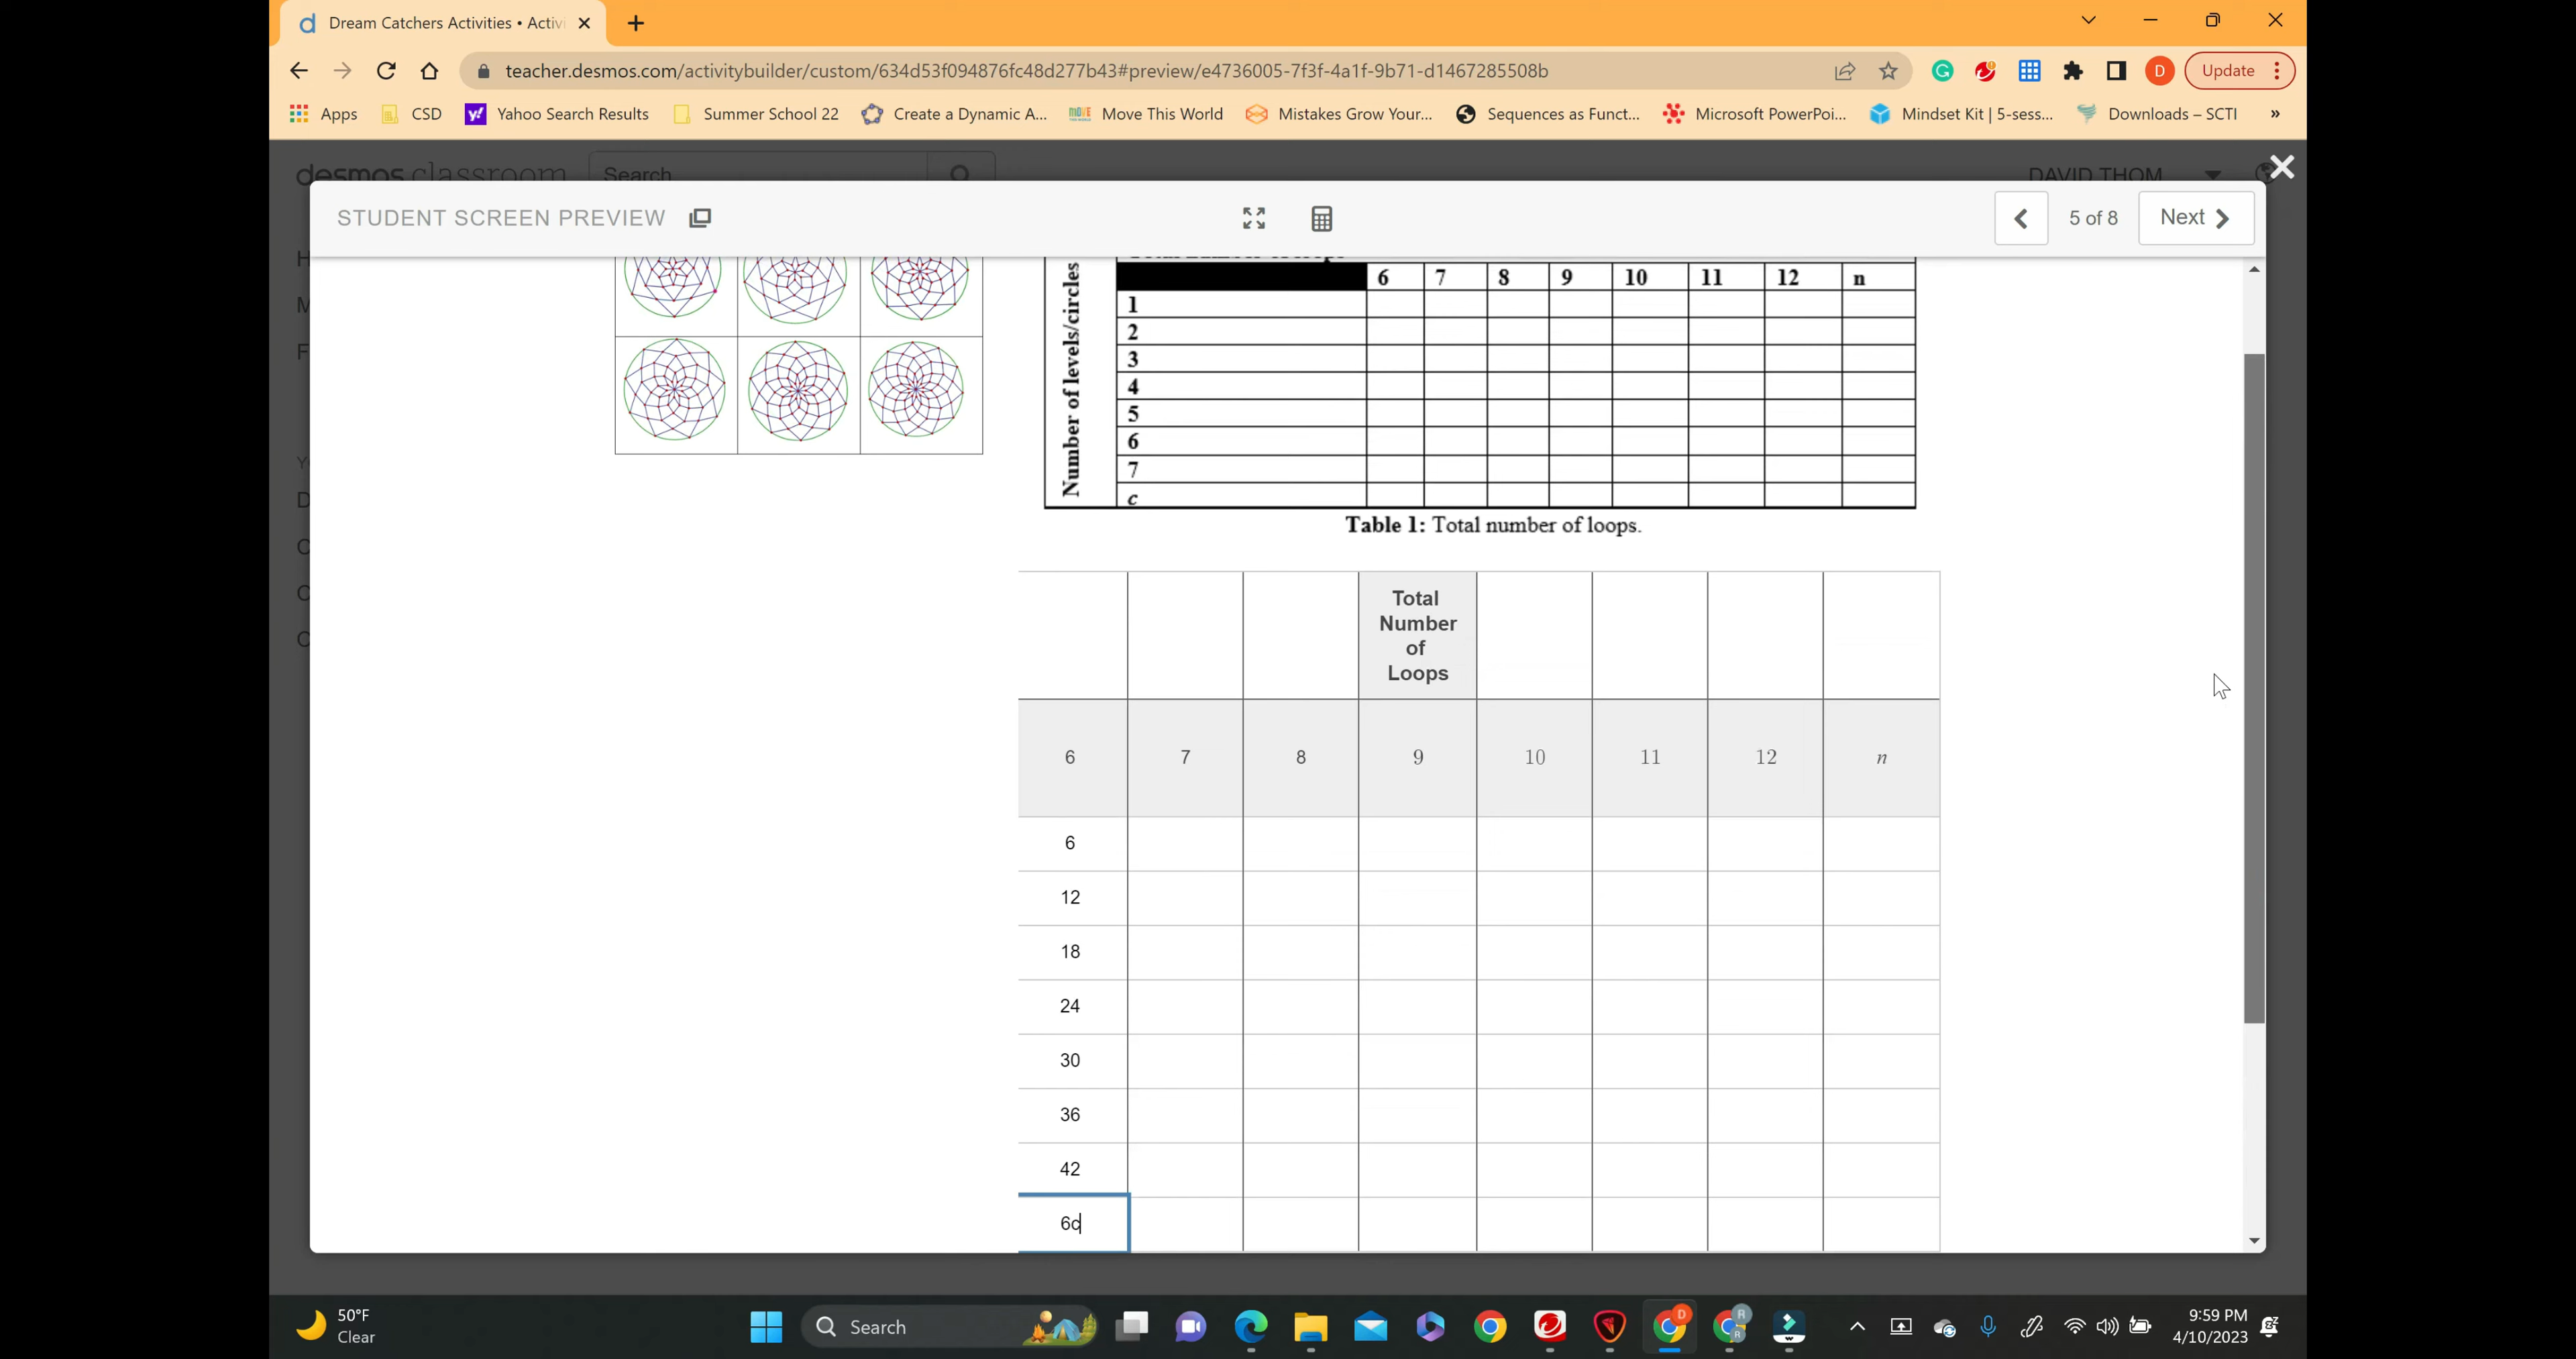 Dream Catchers Activities • Activ
teacher.desmos.com/activitybuilder/custom/634d53f094876fc48d277b43#preview/e4736005-7f3f-4a1f-9b71-d1467285508b
D
Update
Apps CSD Yahoo Search Results Summer School 22 Create a Dynamic A... Move This World Mistakes Grow Your... Sequences as Funct... Microsoft PowerPoi... Mindset Kit | 5-sess... Downloads – SCTI »
desmos classroom Search DAVID THOM
STUDENT SCREEN PREVIEW 5 of 8 Next
Number of levels/circles
6 7 8 9 10 11 12 n
1
2
3
4
5
6
7
c
Table 1: Total number of loops.
Total
Number
of
Loops
6 7 8 9 10 11 12 n
6
12
18
24
30
36
42
6c
50°F
Clear
Search
9:59 PM
4/10/2023